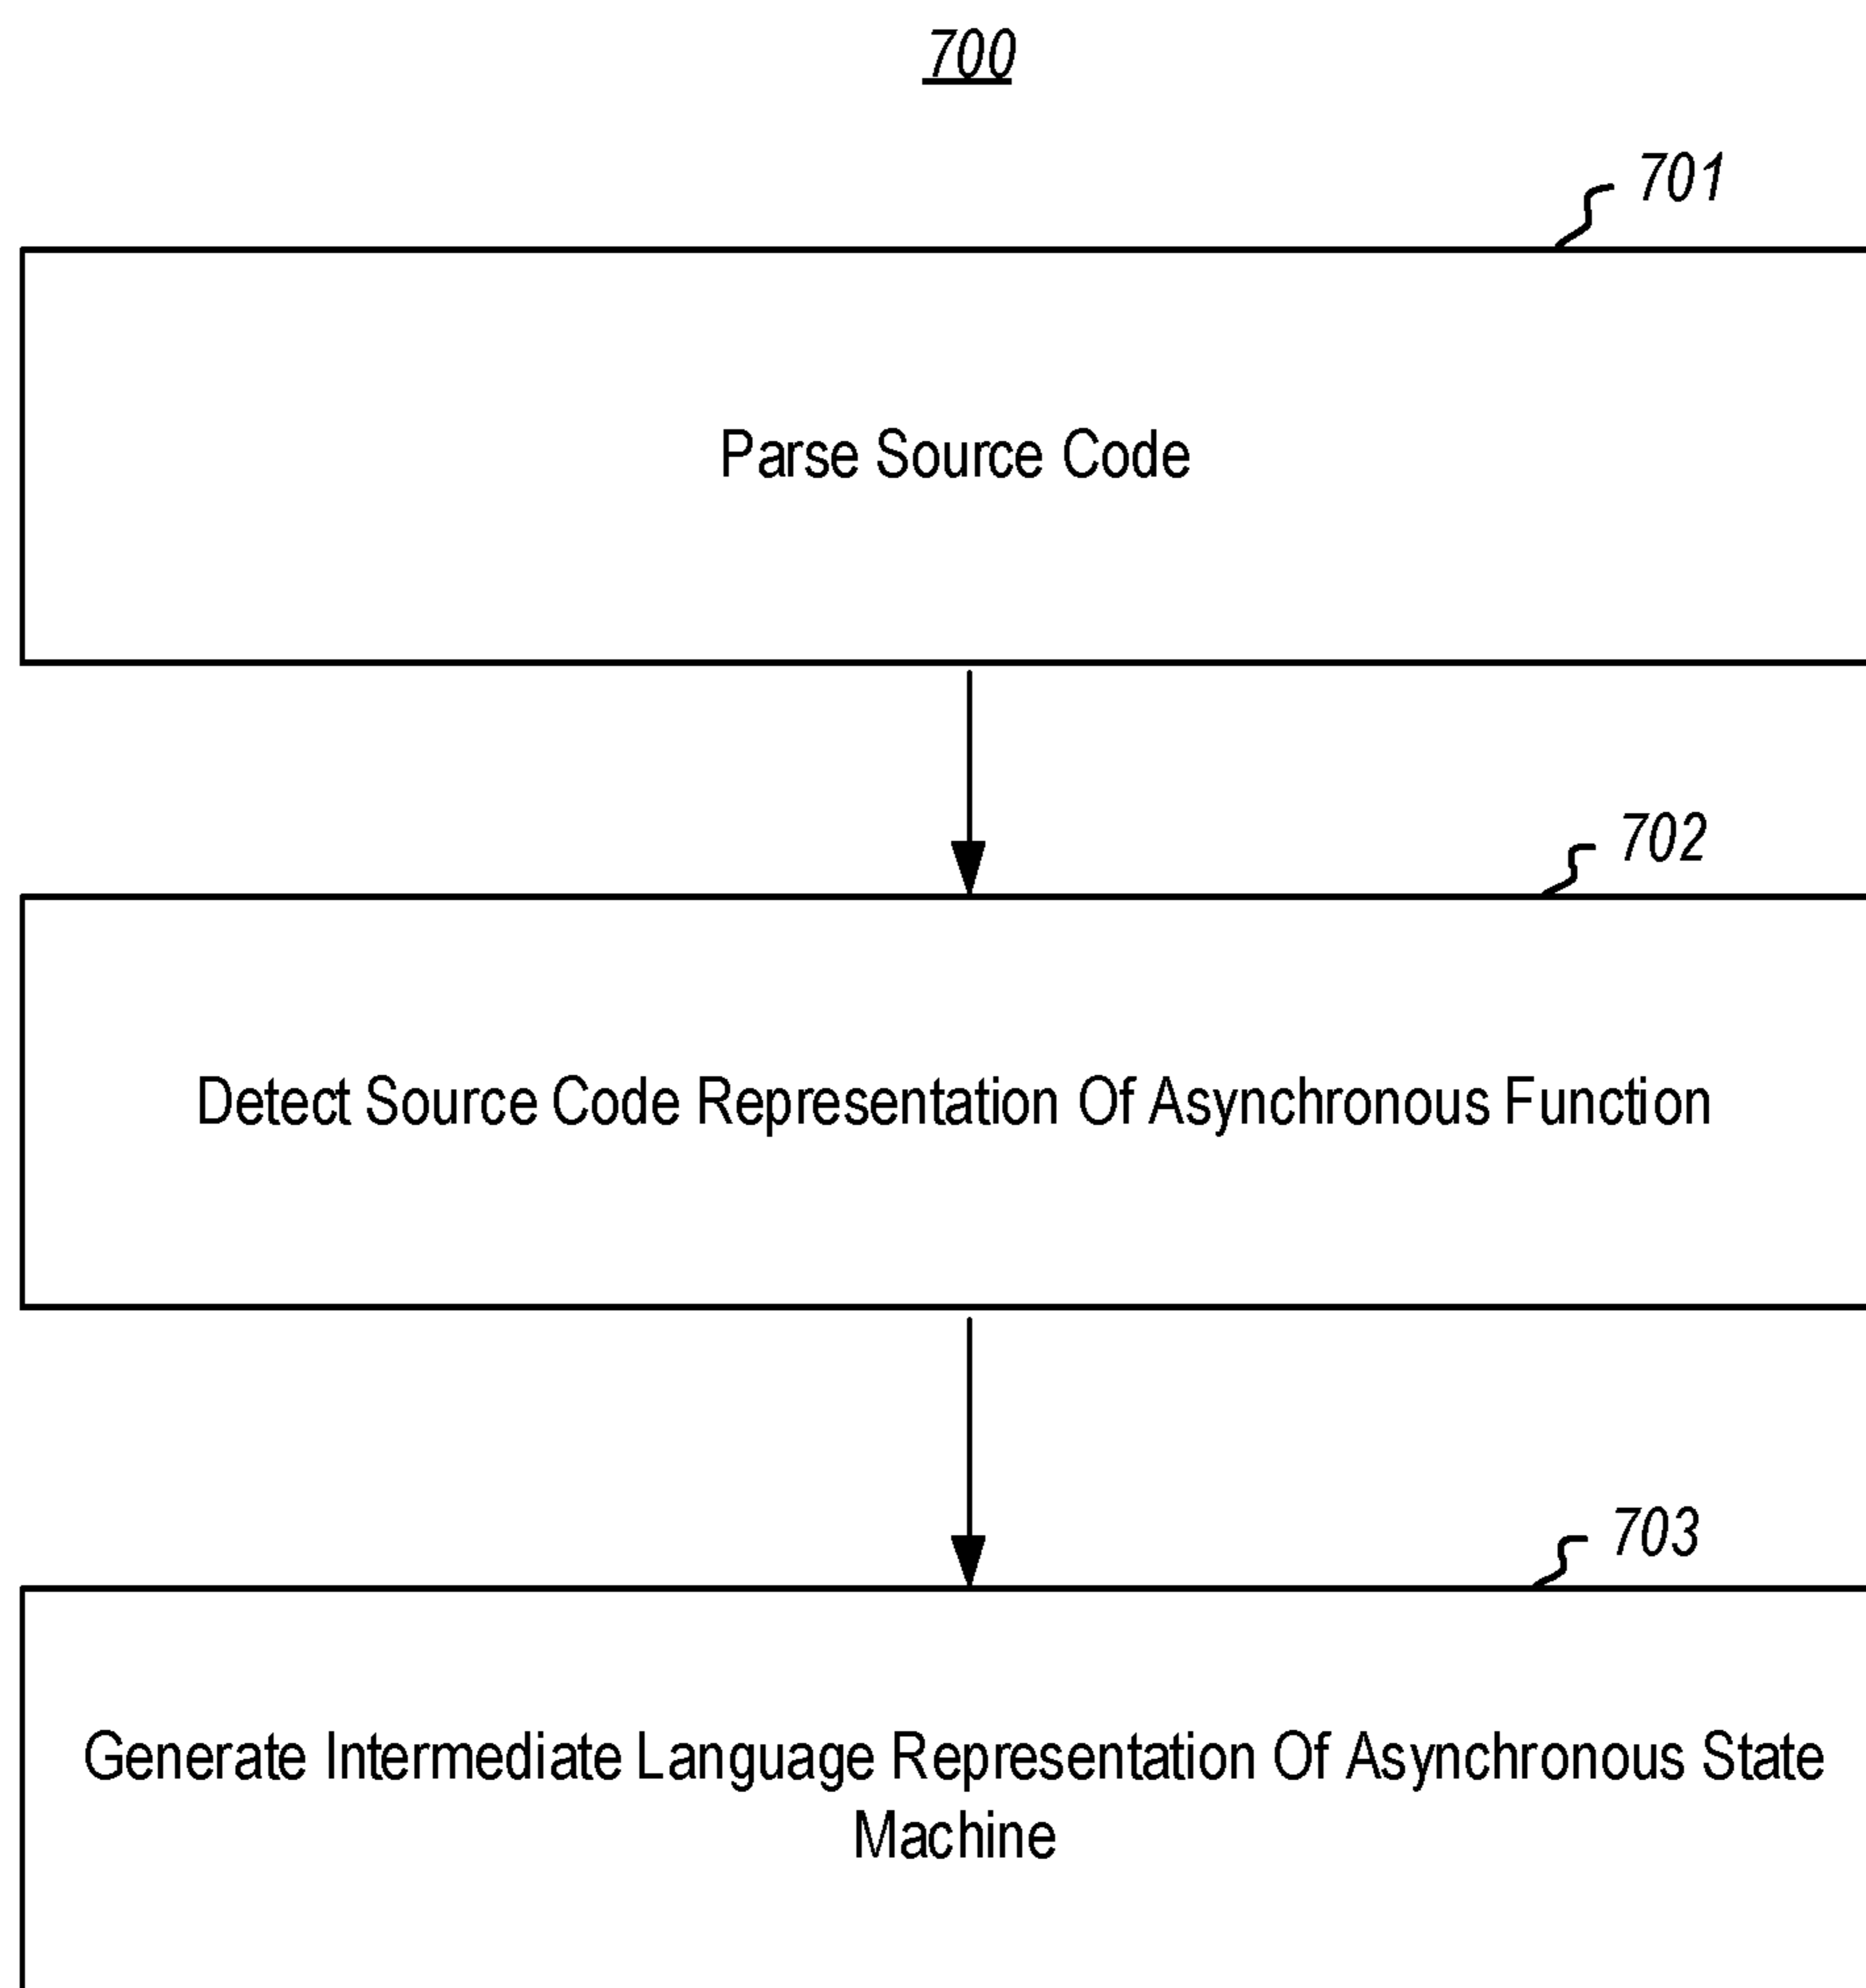 700
701
Parse Source Code
702
Detect Source Code Representation Of Asynchronous Function
703
Generate Intermediate Language Representation Of Asynchronous State
Machine